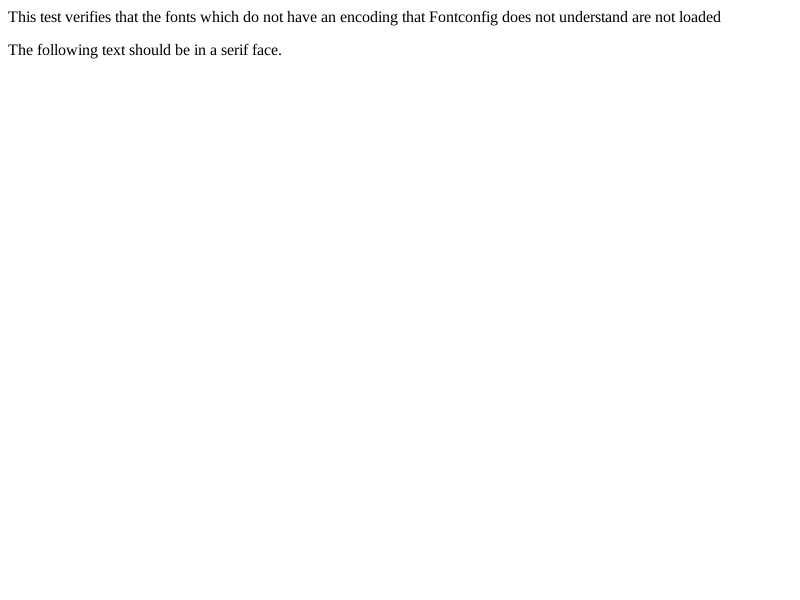 This test verifies that the fonts which do not have an encoding that Fontconfig does not understand are not loaded
The following text should be in a serif face.